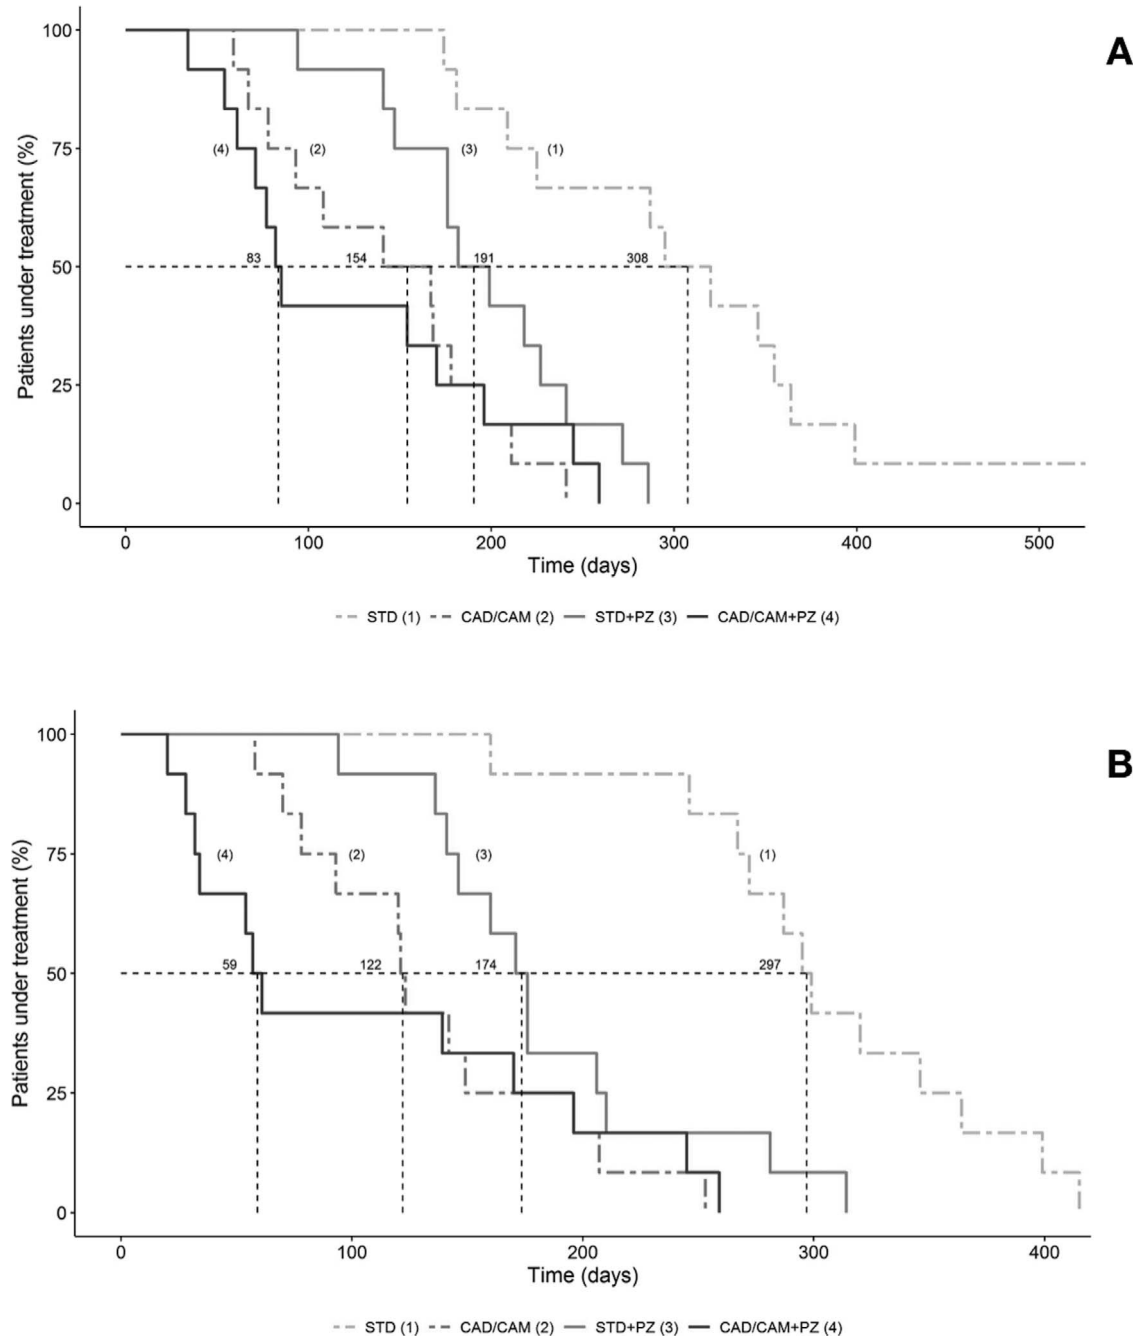 A
100
75
50
25
0
Patients under treatment (%)
(4) (2) (3) (1)
83 154 191 308
0 100 200 300 400 500
Time (days)
STD (1) CAD/CAM (2) STD+PZ (3) CAD/CAM+PZ (4)
B
100
75
50
25
0
Patients under treatment (%)
(4) (2) (3) (1)
59 122 174 297
0 100 200 300 400
Time (days)
STD (1) CAD/CAM (2) STD+PZ (3) CAD/CAM+PZ (4)